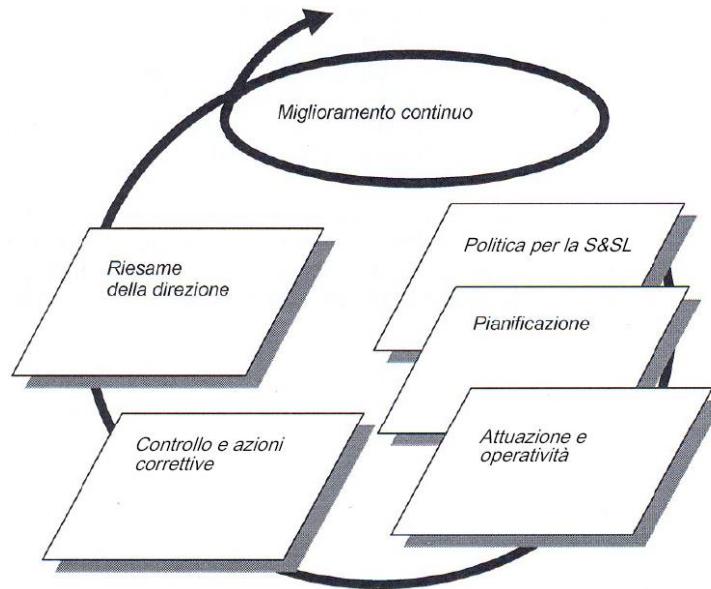 Miglioramento continuo
Politica per la S&SL
Pianificazione
Attuazione e
operatività
Controllo e azioni
correttive
Riesame
della direzione